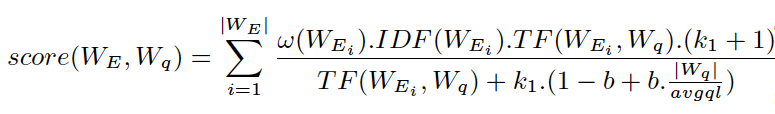 $score(W_E, W_q) = \sum_{i=1}^{|W_E|} \frac{\omega(W_{E_i}).IDF(W_{E_i}).TF(W_{E_i}, W_q).(k_1 + 1)}{TF(W_{E_i}, W_q) + k_1.(1 - b + b.\frac{|W_q|}{avgql})}$